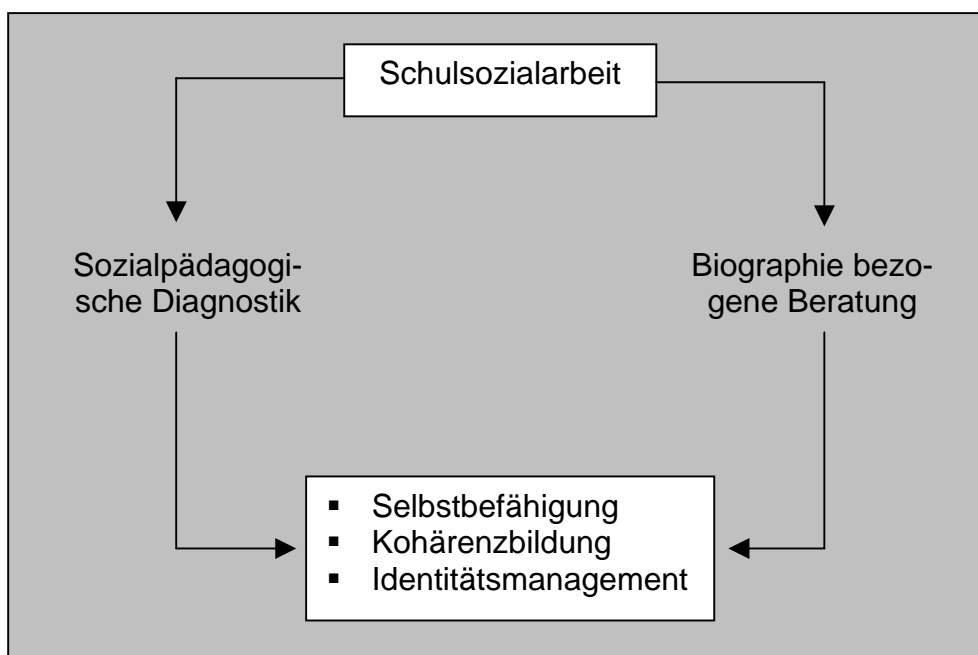 Schulsozialarbeit
Sozialpädagogi-
sche Diagnostik
Biographie bezo-
gene Beratung
▪ Selbstbefähigung
▪ Kohärenzbildung
▪ Identitätsmanagement